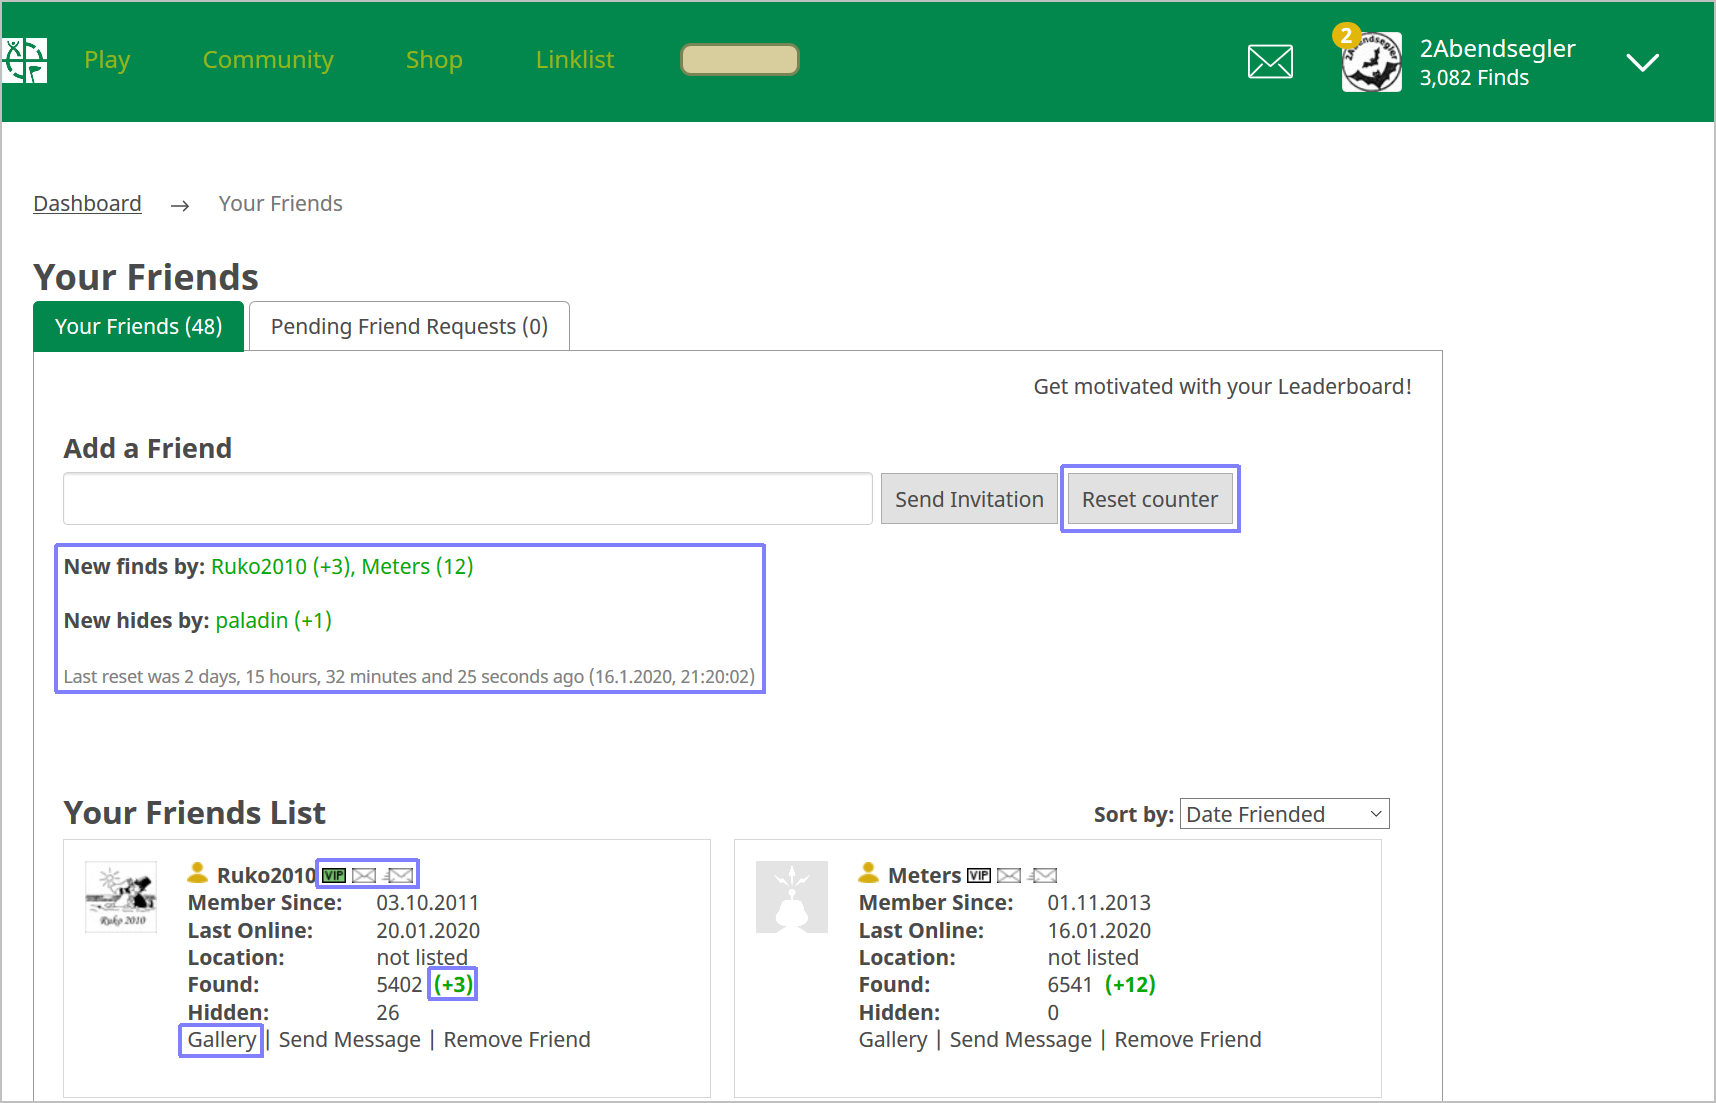 Play Community Shop Linklist
2
2Abendsegler
3,082 Finds
Dashboard → Your Friends
Your Friends
Your Friends (48) Pending Friend Requests (0)
Get motivated with your Leaderboard!
Add a Friend
Send Invitation Reset counter
New finds by: Ruko2010 (+3), Meters (12)
New hides by: paladin (+1)
Last reset was 2 days, 15 hours, 32 minutes and 25 seconds ago (16.1.2020, 21:20:02)
Your Friends List
Sort by: Date Friended
Ruko2010 VIP
Member Since: 03.10.2011
Last Online: 20.01.2020
Location: not listed
Found: 5402 (+3)
Hidden: 26
Gallery | Send Message | Remove Friend
Ruko 2010
Meters VIP
Member Since: 01.11.2013
Last Online: 16.01.2020
Location: not listed
Found: 6541 (+12)
Hidden: 0
Gallery | Send Message | Remove Friend